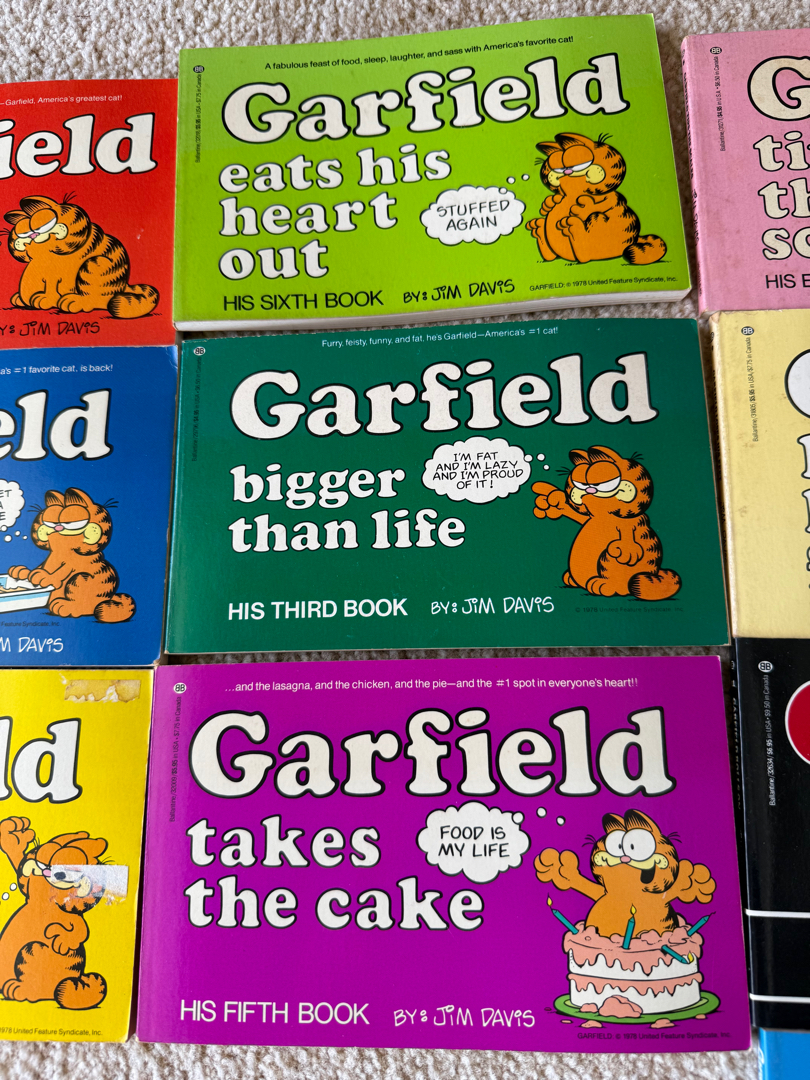 —Garfield, America's greatest cat!
ield
BY: JIM DAVIS
A fabulous feast of food, sleep, laughter, and sass with America's favorite cat!
Garfield
eats his
heart
out
STUFFED
AGAIN
HIS SIXTH BOOK BY: JIM DAVIS
GARFIELD: © 1978 United Feature Syndicate, Inc.
G
HIS
a's #1 favorite cat, is back!
eld
M DAVIS
Feature Syndicate, Inc.
Furry, feisty, funny, and fat, he's Garfield—America's #1 cat!
Garfield
bigger
than life
I'M FAT
AND I'M LAZY
AND I'M PROUD
OF IT!
HIS THIRD BOOK BY: JIM DAVIS
© 1978 United Feature Syndicate, Inc.
ld
1978 United Feature Syndicate, Inc.
...and the lasagna, and the chicken, and the pie—and the #1 spot in everyone's heart!!
Garfield
takes
the cake
FOOD IS
MY LIFE
HIS FIFTH BOOK BY: JIM DAVIS
GARFIELD: © 1978 United Feature Syndicate, Inc.